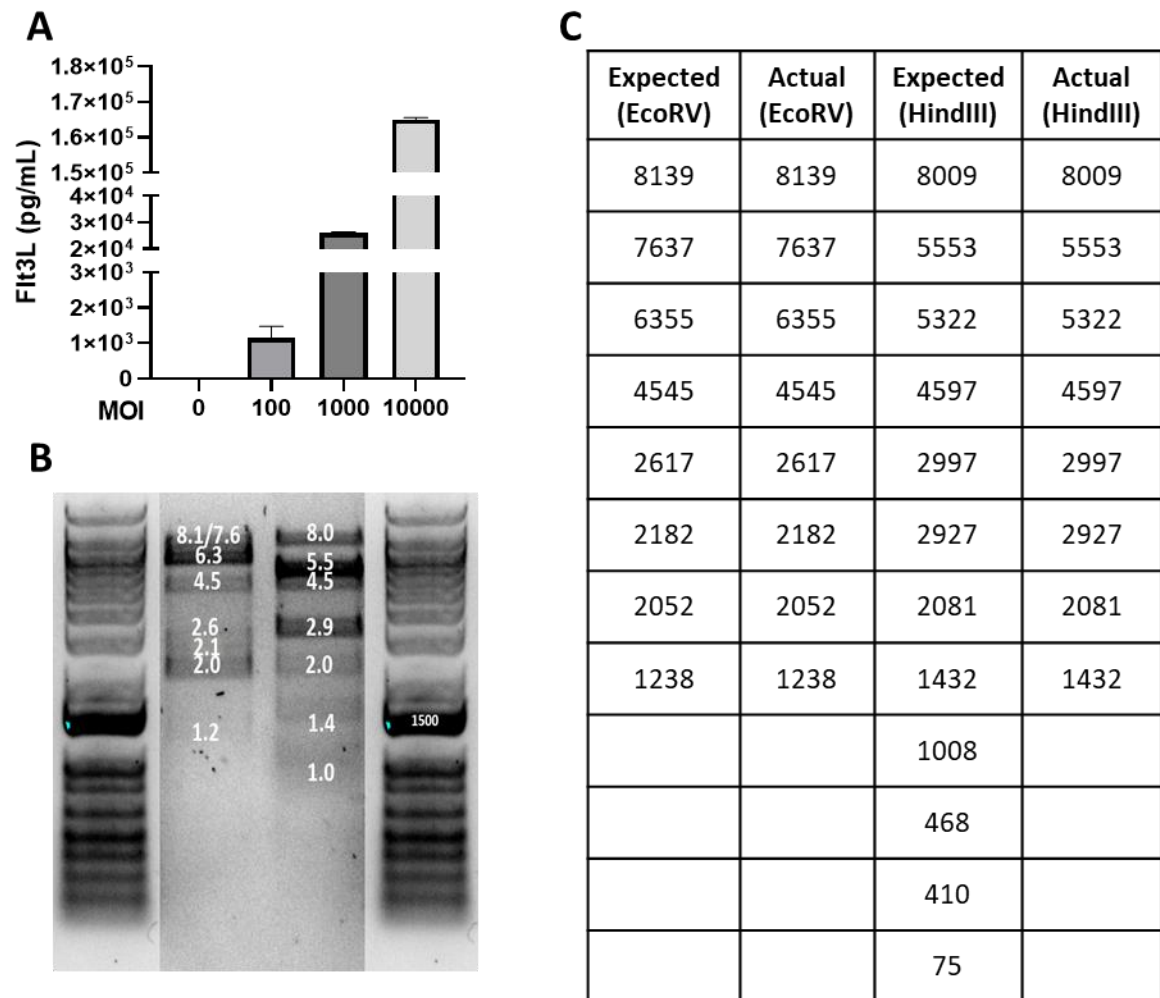 A
Flt3L (pg/mL)
1.8×10⁵
1.7×10⁵
1.6×10⁵
1.5×10⁵
4×10⁴
3×10⁴
2×10⁴
3×10³
2×10³
1×10³
0
MOI 0 100 1000 10000
B
8.1/7.6
6.3
4.5
2.6
2.1
2.0
1.2
8.0
5.5
4.5
2.9
2.0
1.4
1.0
1500
C
Expected (EcoRV) Actual (EcoRV) Expected (HindIII) Actual (HindIII)
8139 8139 8009 8009
7637 7637 5553 5553
6355 6355 5322 5322
4545 4545 4597 4597
2617 2617 2997 2997
2182 2182 2927 2927
2052 2052 2081 2081
1238 1238 1432 1432
1008
468
410
75